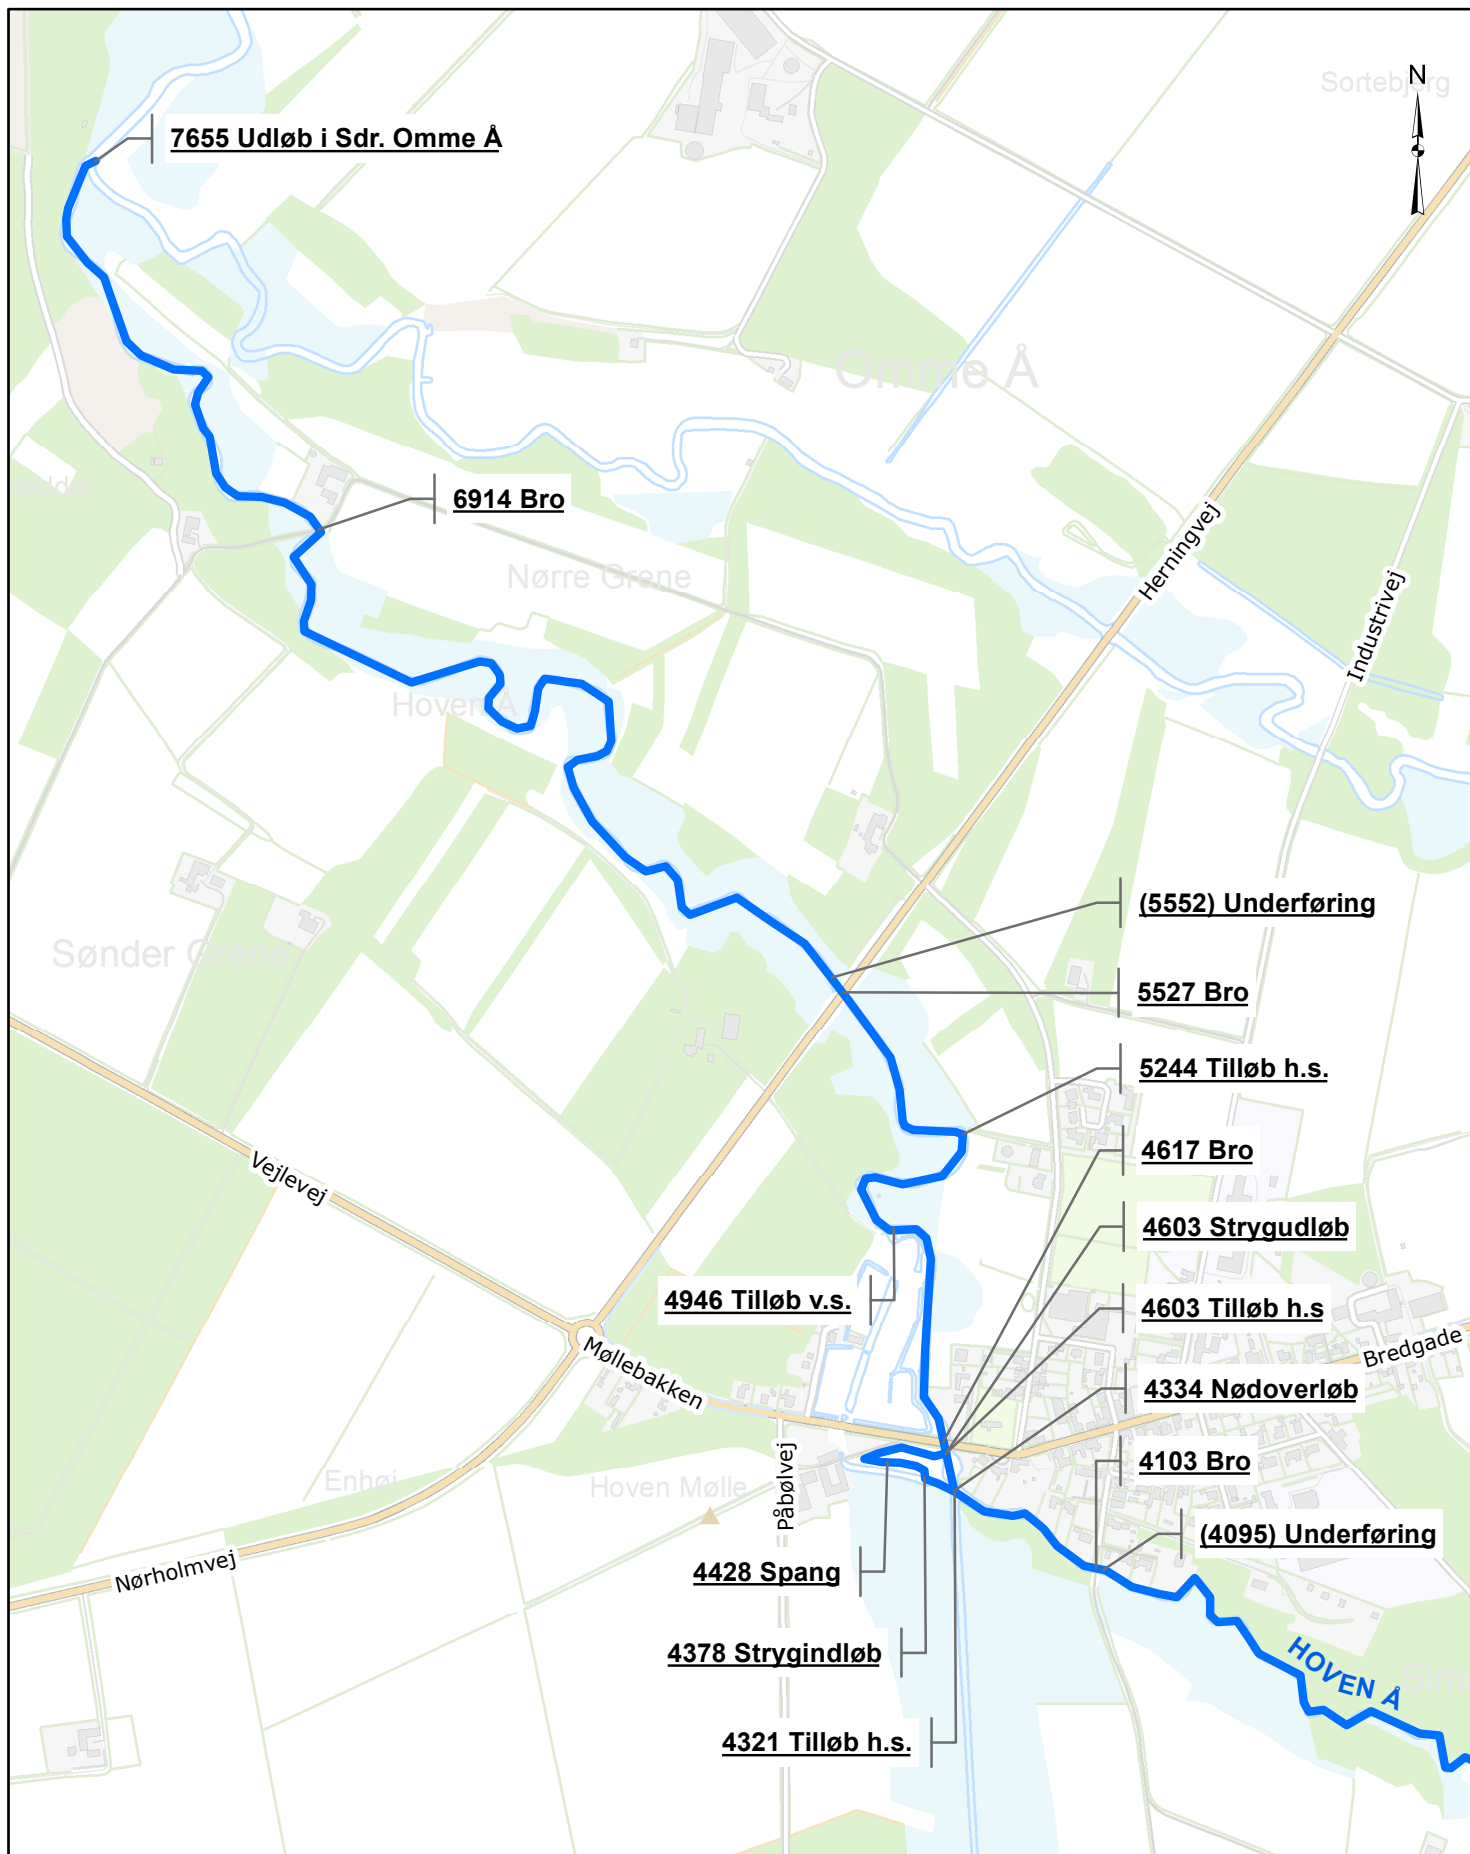 N
Sortebjerg
7655 Udløb i Sdr. Omme Å
Omme Å
6914 Bro
Herningvej
Nørre Grene
Industrivej
Hoven Å
(5552) Underføring
Sønder Grene
5527 Bro
5244 Tilløb h.s.
4617 Bro
Vejlevej
4603 Strygudløb
4946 Tilløb v.s.
4603 Tilløb h.s
Bredgade
Møllebakken
4334 Nødoverløb
4103 Bro
Enhøj
Hoven Mølle
Påbølvej
(4095) Underføring
Nørholmvej
4428 Spang
4378 Strygindløb
HOVEN Å
4321 Tilløb h.s.